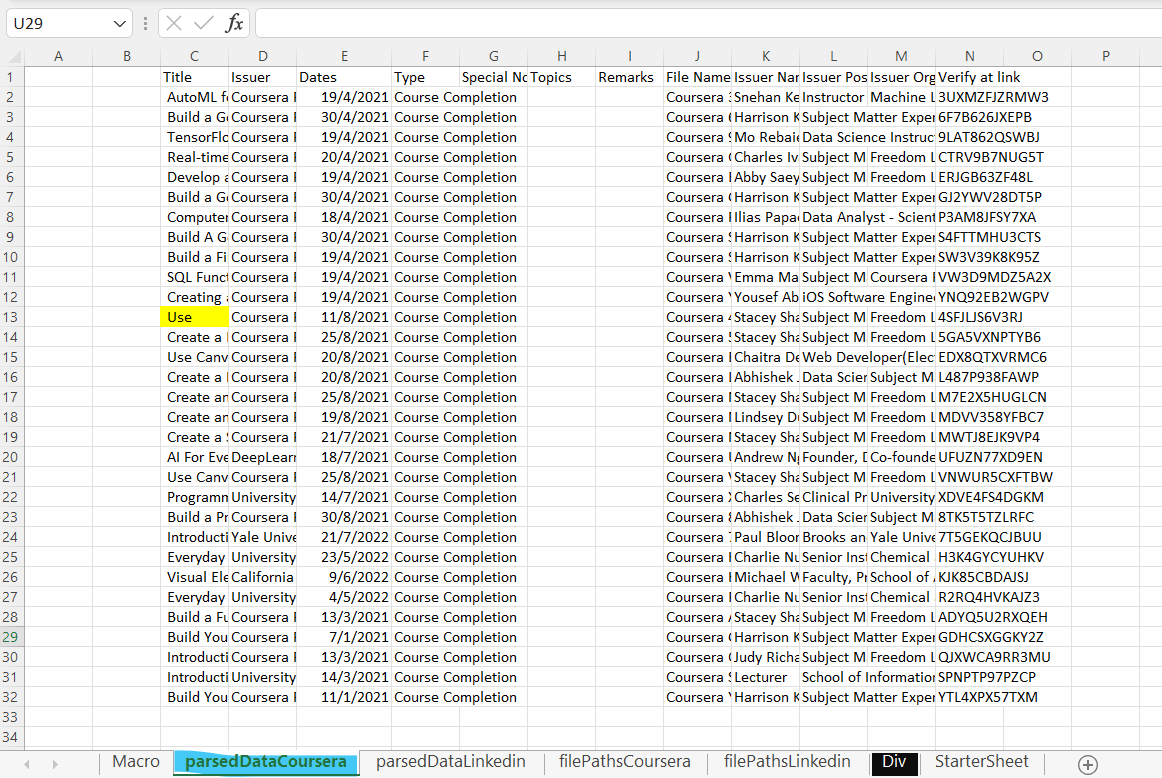 U29 fx
A B C D E F G H I J K L M N O P
1 Title Issuer Dates Type Special No Topics Remarks File Name Issuer Nar Issuer Pos Issuer Org Verify at link
2 AutoML fo Coursera 19/4/2021 Course Completion Coursera Snehan Ke Instructor Machine L 3UXMZFJZRMW3
3 Build a Ge Coursera 30/4/2021 Course Completion Coursera Harrison K Subject Matter Exper 6F7B626JXEPB
4 TensorFlo Coursera 19/4/2021 Course Completion Coursera Mo Rebaie Data Science Instruc 9LAT862QSWBJ
5 Real-time Coursera 20/4/2021 Course Completion Coursera Charles Iv Subject M Freedom L CTRV9B7NUG5T
6 Develop a Coursera 19/4/2021 Course Completion Coursera Abby Saey Subject M Freedom L ERJGB63ZF48L
7 Build a Ge Coursera 30/4/2021 Course Completion Coursera Harrison K Subject Matter Exper GJ2YWV28DT5P
8 Computer Coursera 18/4/2021 Course Completion Coursera Ilias Papa Data Analyst - Scient P3AM8JFSY7XA
9 Build A G Coursera 30/4/2021 Course Completion Coursera Harrison K Subject Matter Exper S4FTTMHU3CTS
10 Build a Fi Coursera 19/4/2021 Course Completion Coursera Harrison K Subject Matter Exper SW3V39K8K95Z
11 SQL Funct Coursera 19/4/2021 Course Completion Coursera Emma Ma Subject M Coursera VW3D9MDZ5A2X
12 Creating a Coursera 19/4/2021 Course Completion Coursera Yousef Ab iOS Software Enginee YNQ92EB2WGPV
13 Use Coursera 11/8/2021 Course Completion Coursera Stacey Sha Subject M Freedom L 4SFJLJS6V3RJ
14 Create a Coursera 25/8/2021 Course Completion Coursera Stacey Sha Subject M Freedom L 5GA5VXNPTYB6
15 Use Canv Coursera 20/8/2021 Course Completion Coursera Chaitra De Web Developer(Elec EDX8QTXVRMC6
16 Create a Coursera 20/8/2021 Course Completion Coursera Abhishek Data Scien Subject M L487P938FAWP
17 Create an Coursera 25/8/2021 Course Completion Coursera Stacey Sha Subject M Freedom L M7E2X5HUGLCN
18 Create an Coursera 19/8/2021 Course Completion Coursera Lindsey D Subject M Freedom L MDVV358YFBC7
19 Create a S Coursera 21/7/2021 Course Completion Coursera Stacey Sha Subject M Freedom L MWTJ8EJK9VP4
20 AI For Eve DeepLearn 18/7/2021 Course Completion Coursera Andrew Ng Founder, D Co-founde UFUZN77XD9EN
21 Use Canv Coursera 25/8/2021 Course Completion Coursera Stacey Sha Subject M Freedom L VNWUR5CXFTBW
22 Programn University 14/7/2021 Course Completion Coursera Charles Se Clinical Pr University XDVE4FS4DGKM
23 Build a Pr Coursera 30/8/2021 Course Completion Coursera Abhishek Data Scien Subject M 8TK5T5TZLRFC
24 Introducti Yale Unive 21/7/2022 Course Completion Coursera Paul Bloor Brooks an Yale Unive 7T5GEKQCJBUU
25 Everyday University 23/5/2022 Course Completion Coursera Charlie Nu Senior Inst Chemical H3K4GYCYUHKV
26 Visual Ele California 9/6/2022 Course Completion Coursera Michael W Faculty, Pr School of KJK85CBDAJSJ
27 Everyday University 4/5/2022 Course Completion Coursera Charlie Nu Senior Inst Chemical R2RQ4HVKAJZ3
28 Build a Fu Coursera 13/3/2021 Course Completion Coursera Stacey Sha Subject M Freedom L ADYQ5U2RXQEH
29 Build You Coursera 7/1/2021 Course Completion Coursera Harrison K Subject Matter Exper GDHCSXGGKY2Z
30 Introducti Coursera 13/3/2021 Course Completion Coursera Judy Richa Subject M Freedom L QJXWCA9RR3MU
31 Introducti University 14/3/2021 Course Completion Coursera Lecturer School of Information SPNPTP97PZCP
32 Build You Coursera 11/1/2021 Course Completion Coursera Harrison K Subject Matter Exper YTL4XPX57TXM
33
34
Macro parsedDataCoursera parsedDataLinkedin filePathsCoursera filePathsLinkedin Div StarterSheet